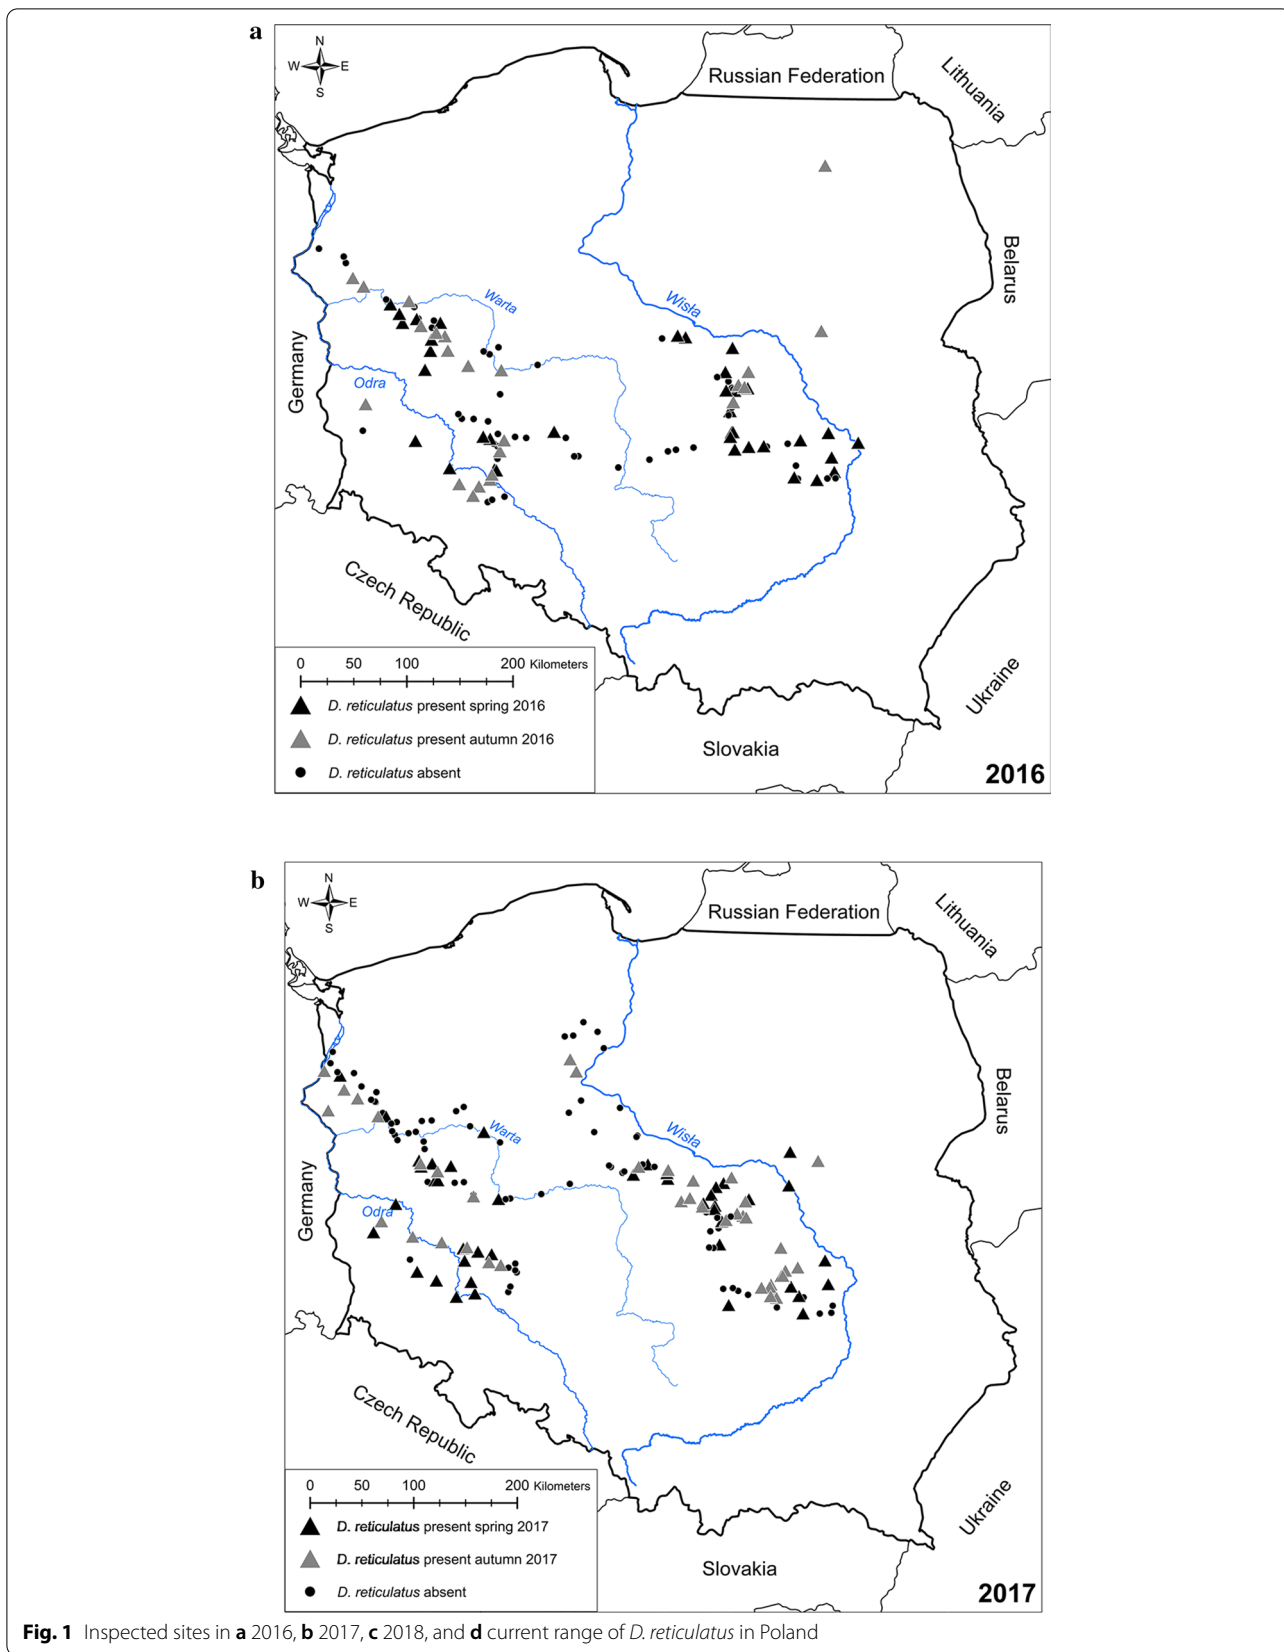 a
N
W E
S
Russian Federation
Lithuania
Belarus
Germany
Warta
Wisła
Odra
Czech Republic
Ukraine
Slovakia
0 50 100 200 Kilometers
D. reticulatus present spring 2016
D. reticulatus present autumn 2016
D. reticulatus absent
2016
b
N
W E
S
Russian Federation
Lithuania
Belarus
Germany
Warta
Wisła
Odra
Czech Republic
Ukraine
Slovakia
0 50 100 200 Kilometers
D. reticulatus present spring 2017
D. reticulatus present autumn 2017
D. reticulatus absent
2017
Fig. 1 Inspected sites in a 2016, b 2017, c 2018, and d current range of D. reticulatus in Poland